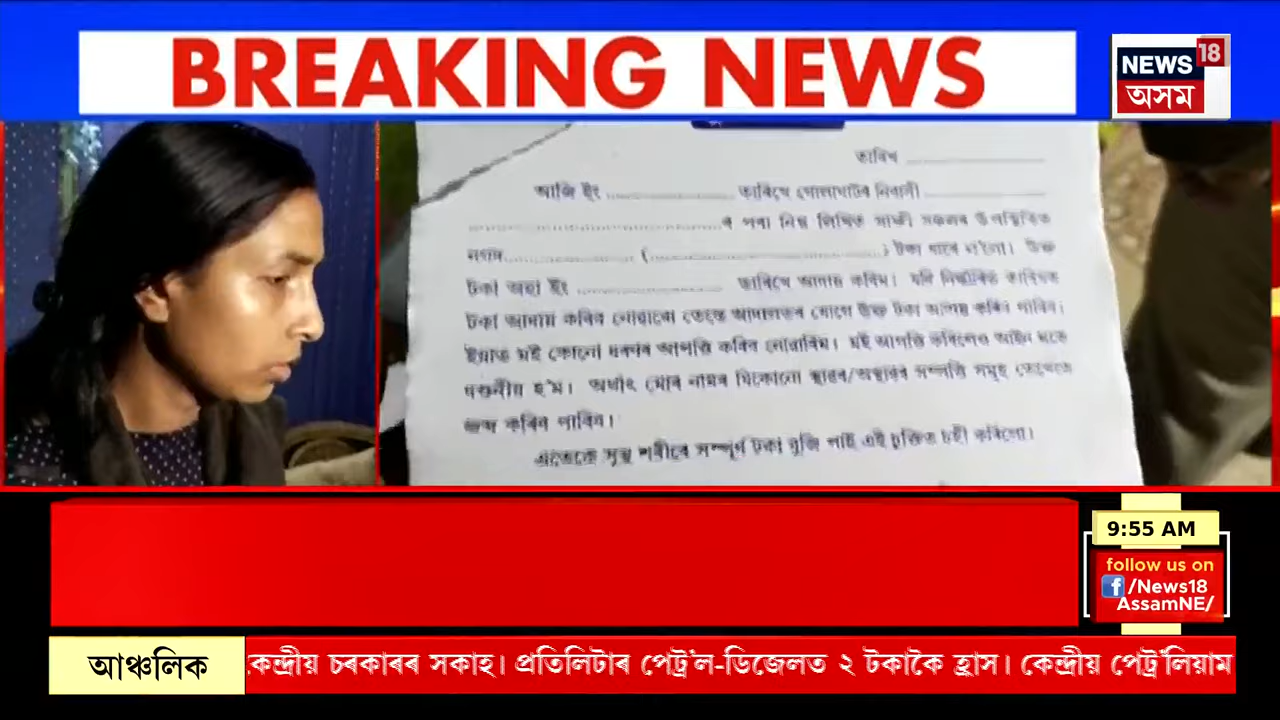 BREAKING NEWS
NEWS 18
অসম
তাৰিখ
আজি ইং ........................ তাৰিখে গোলাঘাটৰ নিবাসী
ৰ পৰা নিম্ন লিখিত সাক্ষী সকলৰ উপস্থিতিত
নগদ.................... (....................................) টকা ধাৰে ল'লো। উক্ত
টকা অহা ইং ........................ তাৰিখে আদায় কৰিম। যদি নিৰ্দ্ধাৰিত তাৰিখত
টকা আদায় কৰিব নোৱাৰো তেন্তে আদালতৰ যোগে উক্ত টকা আদায় কৰিব পাৰিব।
ইয়াত মই কোনো ধৰণৰ আপত্তি কৰিব নোৱাৰিম। মই আপত্তি কৰিলেও আইন মতে
দণ্ডনীয় হ'ম। অৰ্থাৎ মোৰ নামৰ যিকোনো স্থাৱৰ/অস্থাৱৰ সম্পত্তি সমূহ তেখেতে
জব্দ কৰিব পাৰিব।
এতেকে সুস্থ শৰীৰে সম্পূৰ্ণ টকা বুজি পাই এই চুক্তিত চহী কৰিলো।
9:55 AM
follow us on
/News18
AssamNE/
আঞ্চলিক
কেন্দ্ৰীয় চৰকাৰৰ সকাহ। প্ৰতিলিটাৰ পেট্ৰ'ল-ডিজেলত ২ টকাকৈ হ্ৰাস। কেন্দ্ৰীয় পেট্ৰ'লিয়াম